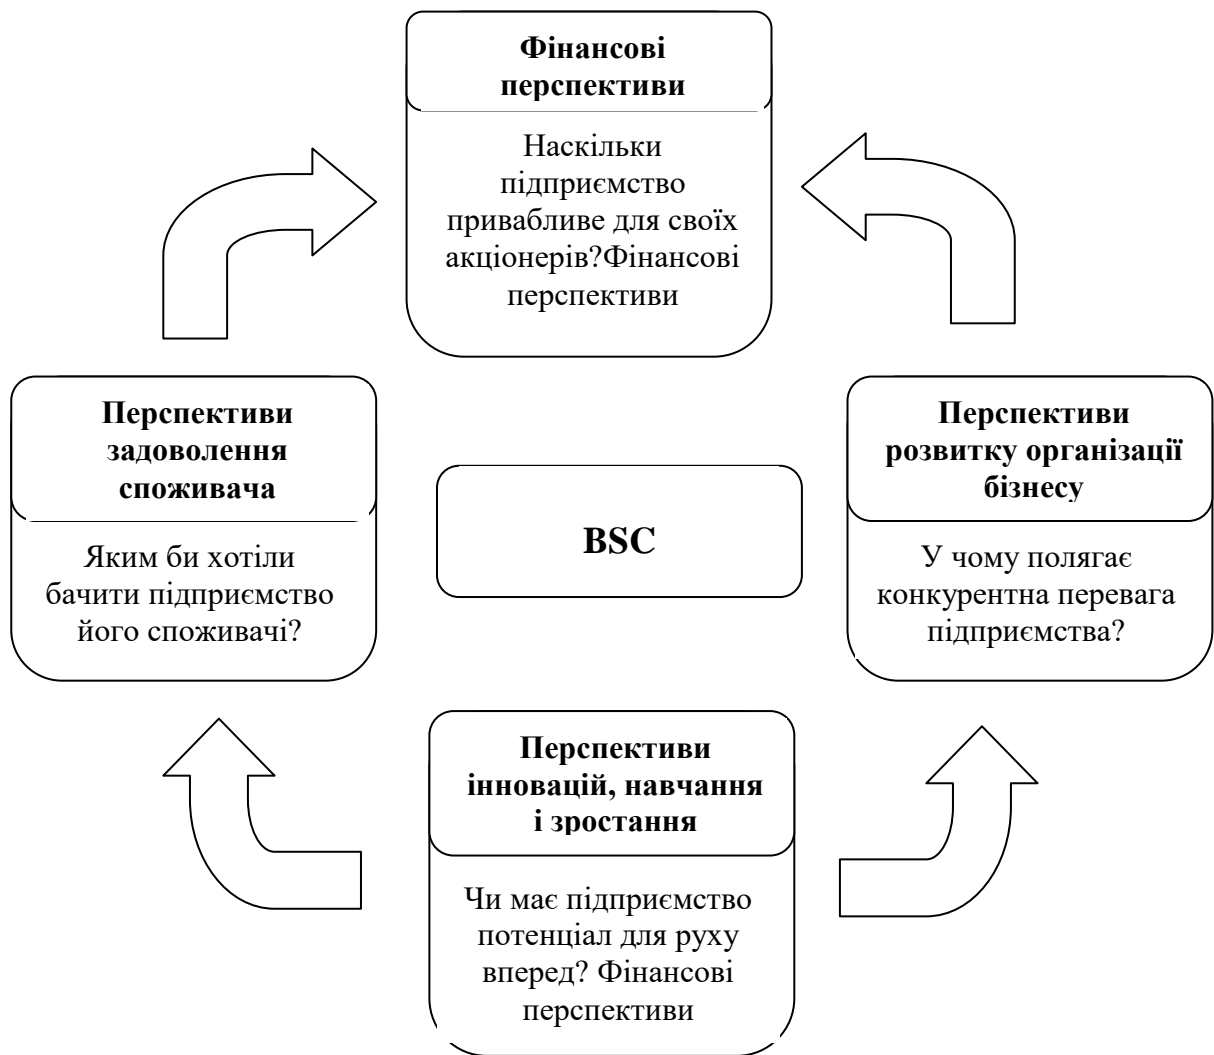 Фінансові
перспективи
Наскільки
підприємство
привабливе для своїх
акціонерів?Фінансові
перспективи
Перспективи
задоволення
споживача
Яким би хотіли
бачити підприємство
його споживачі?
BSC
Перспективи
розвитку організації
бізнесу
У чому полягає
конкурентна перевага
підприємства?
Перспективи
інновацій, навчання
і зростання
Чи має підприємство
потенціал для руху
вперед? Фінансові
перспективи